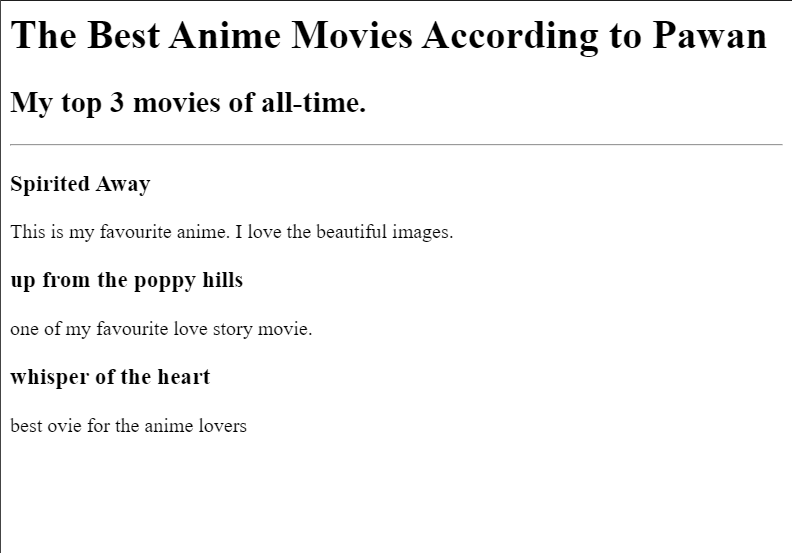 The Best Anime Movies According to Pawan
My top 3 movies of all-time.
Spirited Away
This is my favourite anime. I love the beautiful images.
up from the poppy hills
one of my favourite love story movie.
whisper of the heart
best ovie for the anime lovers